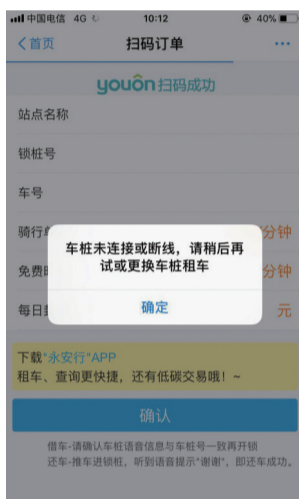 中国电信 4G 10:12 40%
首页 扫码订单 ...
youon 扫码成功
站点名称
锁桩号
车号
骑行 分钟
车桩未连接或断线，请稍后再
试或更换车桩租车
免费 分钟
确定
每日 元
下载"永安行"APP
租车、查询更快捷，还有低碳交易哦！~
确认
借车-请确认车桩语音信息与车桩号一致再开锁
还车-推车进锁桩，听到语音提示"谢谢"，即还车成功。